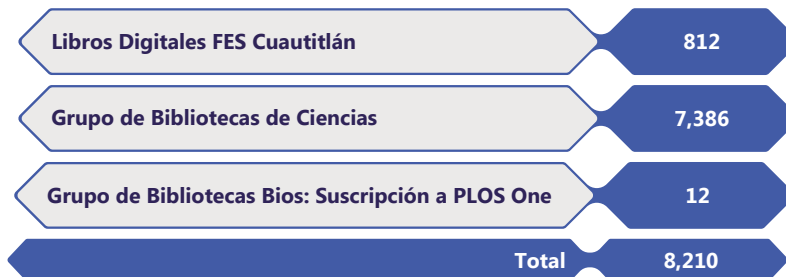 Libros Digitales FES Cuautitlán 812
Grupo de Bibliotecas de Ciencias 7,386
Grupo de Bibliotecas Bios: Suscripción a PLOS One 12
Total 8,210